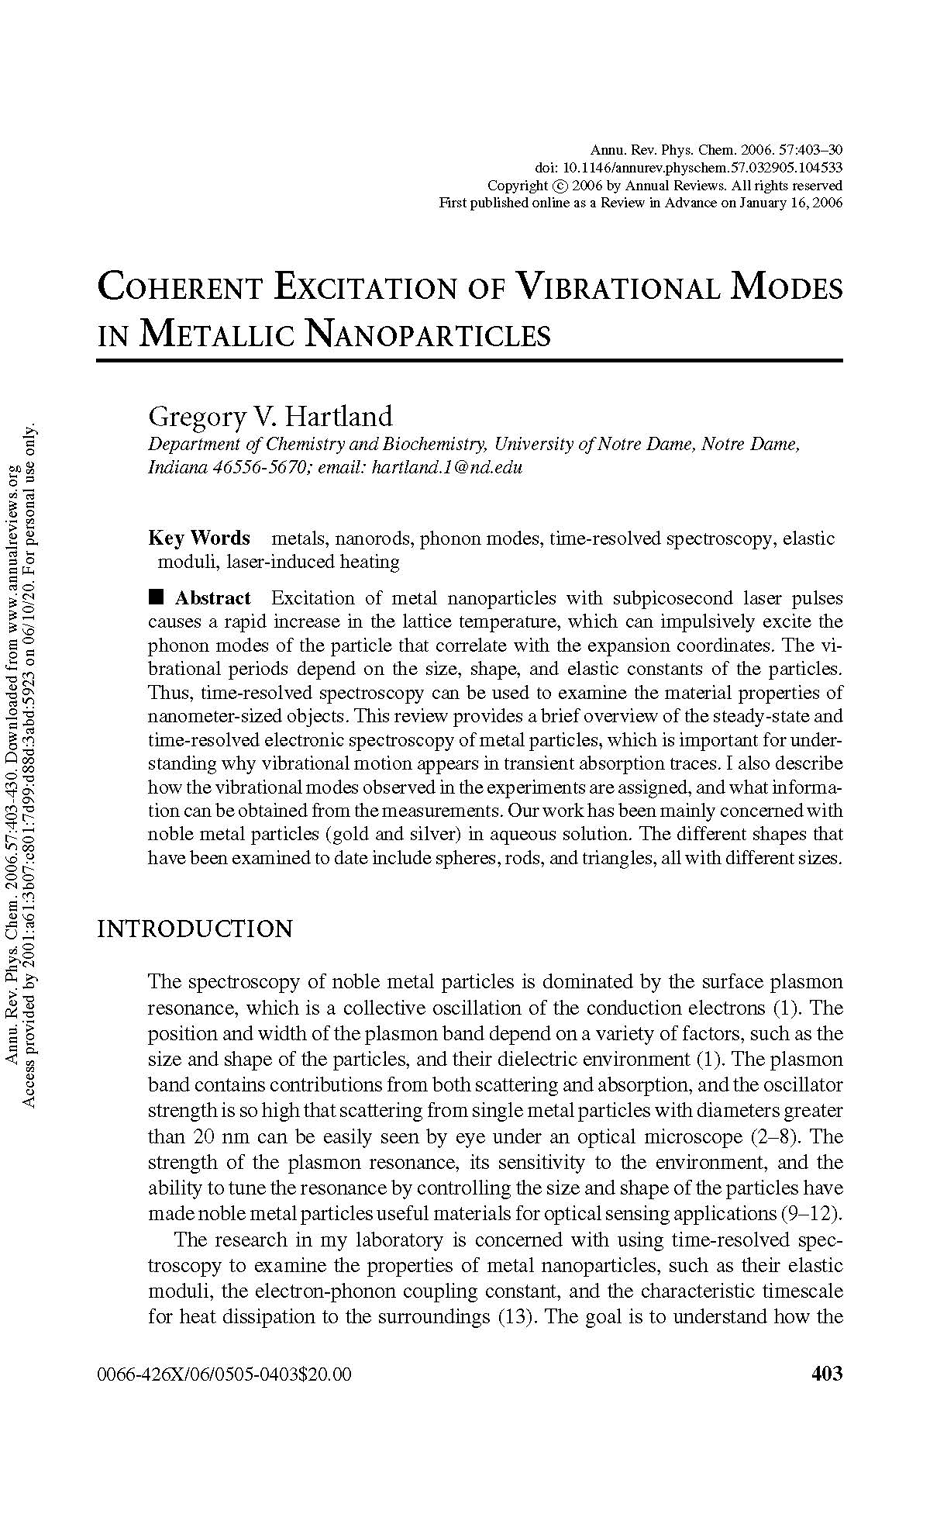 Annu. Rev. Phys. Chem. 2006. 57:403–30
doi: 10.1146/annurev.physchem.57.032905.104533
Copyright © 2006 by Annual Reviews. All rights reserved
First published online as a Review in Advance on January 16, 2006
COHERENT EXCITATION OF VIBRATIONAL MODES
IN METALLIC NANOPARTICLES
Gregory V. Hartland
Department of Chemistry and Biochemistry, University of Notre Dame, Notre Dame,
Indiana 46556-5670; email: hartland.1@nd.edu
Key Words metals, nanorods, phonon modes, time-resolved spectroscopy, elastic
moduli, laser-induced heating
■ Abstract Excitation of metal nanoparticles with subpicosecond laser pulses
causes a rapid increase in the lattice temperature, which can impulsively excite the
phonon modes of the particle that correlate with the expansion coordinates. The vi-
brational periods depend on the size, shape, and elastic constants of the particles.
Thus, time-resolved spectroscopy can be used to examine the material properties of
nanometer-sized objects. This review provides a brief overview of the steady-state and
time-resolved electronic spectroscopy of metal particles, which is important for under-
standing why vibrational motion appears in transient absorption traces. I also describe
how the vibrational modes observed in the experiments are assigned, and what informa-
tion can be obtained from the measurements. Our work has been mainly concerned with
noble metal particles (gold and silver) in aqueous solution. The different shapes that
have been examined to date include spheres, rods, and triangles, all with different sizes.
INTRODUCTION
The spectroscopy of noble metal particles is dominated by the surface plasmon
resonance, which is a collective oscillation of the conduction electrons (1). The
position and width of the plasmon band depend on a variety of factors, such as the
size and shape of the particles, and their dielectric environment (1). The plasmon
band contains contributions from both scattering and absorption, and the oscillator
strength is so high that scattering from single metal particles with diameters greater
than 20 nm can be easily seen by eye under an optical microscope (2–8). The
strength of the plasmon resonance, its sensitivity to the environment, and the
ability to tune the resonance by controlling the size and shape of the particles have
made noble metal particles useful materials for optical sensing applications (9–12).
The research in my laboratory is concerned with using time-resolved spec-
troscopy to examine the properties of metal nanoparticles, such as their elastic
moduli, the electron-phonon coupling constant, and the characteristic timescale
for heat dissipation to the surroundings (13). The goal is to understand how the
0066-426X/06/0505-0403$20.00
403
Annu. Rev. Phys. Chem. 2006.57:403-430. Downloaded from www.annualreviews.org
Access provided by 2001:a61:3b07:c801:7d99:d88d:3abd:5923 on 06/10/20. For personal use only.